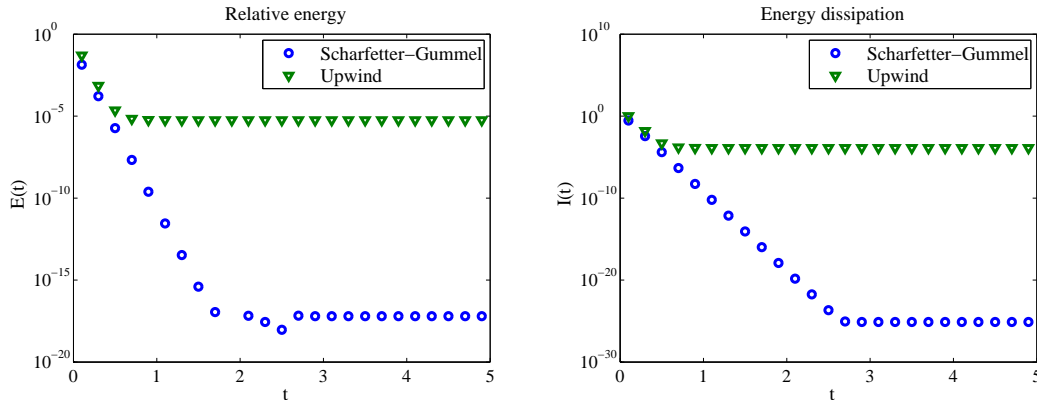 Relative energy
10^0
10^-5
10^-10
10^-15
10^-20
E(t)
0 1 2 3 4 5
t
Scharfetter−Gummel
Upwind
Energy dissipation
10^10
10^0
10^-10
10^-20
10^-30
I(t)
0 1 2 3 4 5
t
Scharfetter−Gummel
Upwind